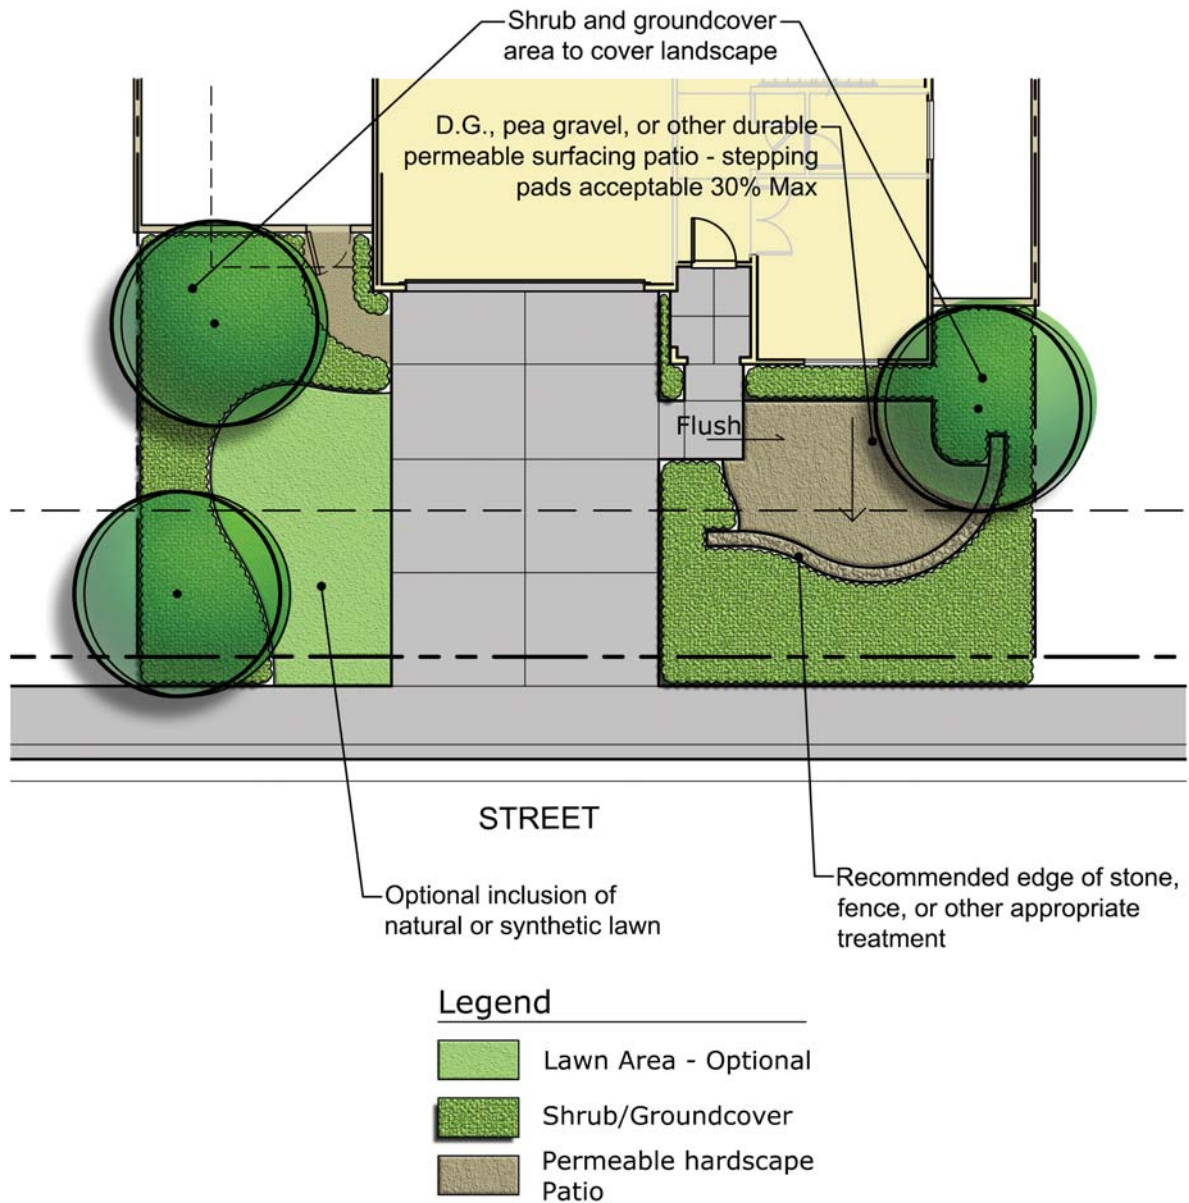 Shrub and groundcover
area to cover landscape
D.G., pea gravel, or other durable
permeable surfacing patio - stepping
pads acceptable 30% Max
Flush
STREET
Optional inclusion of
natural or synthetic lawn
Recommended edge of stone,
fence, or other appropriate
treatment
Legend
Lawn Area - Optional
Shrub/Groundcover
Permeable hardscape
Patio